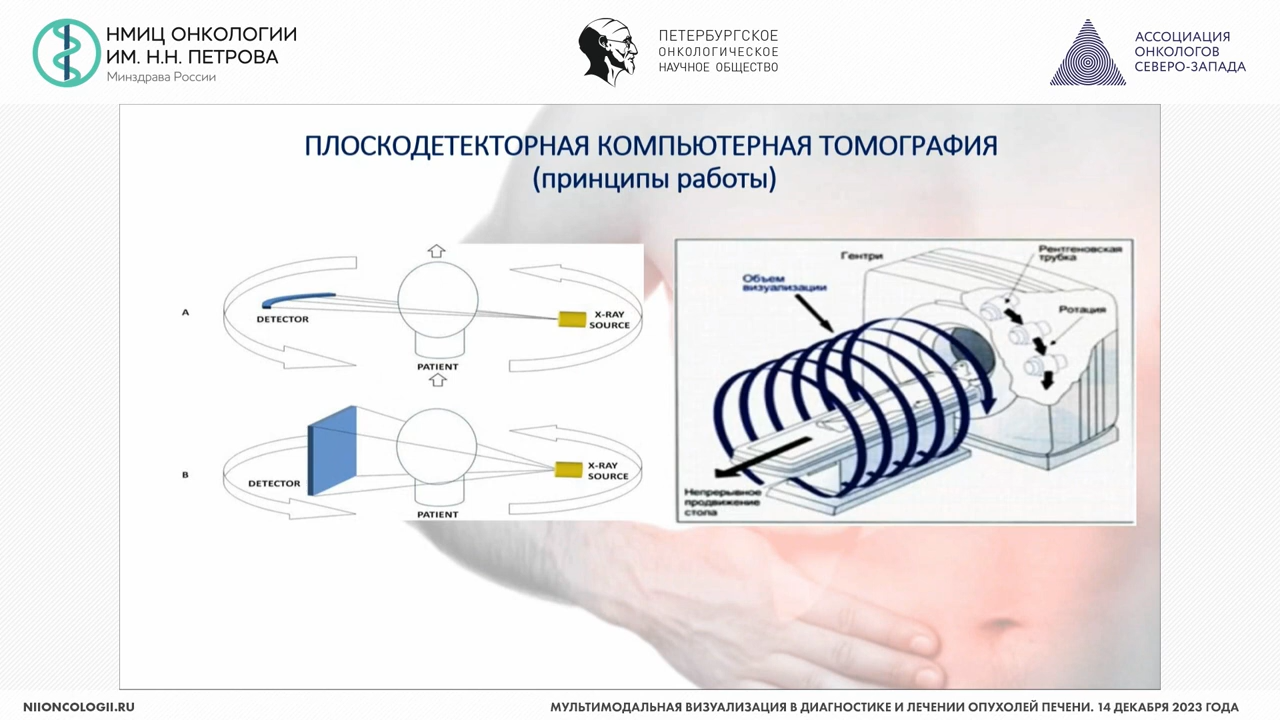 НМИЦ ОНКОЛОГИИ
ИМ. Н.Н. ПЕТРОВА
Минздрава России
ПЕТЕРБУРГСКОЕ
ОНКОЛОГИЧЕСКОЕ
НАУЧНОЕ ОБЩЕСТВО
АССОЦИАЦИЯ
ОНКОЛОГОВ
СЕВЕРО-ЗАПАДА
ПЛОСКОДЕТЕКТОРНАЯ КОМПЬЮТЕРНАЯ ТОМОГРАФИЯ
(принципы работы)
A
DETECTOR
X-RAY
SOURCE
PATIENT
B
DETECTOR
X-RAY
SOURCE
PATIENT
Гентри
Рентгеновская
трубка
Объем
визуализации
Ротация
Непрерывное
продвижение
стола
NIIONCOLOGII.RU
МУЛЬТИМОДАЛЬНАЯ ВИЗУАЛИЗАЦИЯ В ДИАГНОСТИКЕ И ЛЕЧЕНИИ ОПУХОЛЕЙ ПЕЧЕНИ. 14 ДЕКАБРЯ 2023 ГОДА